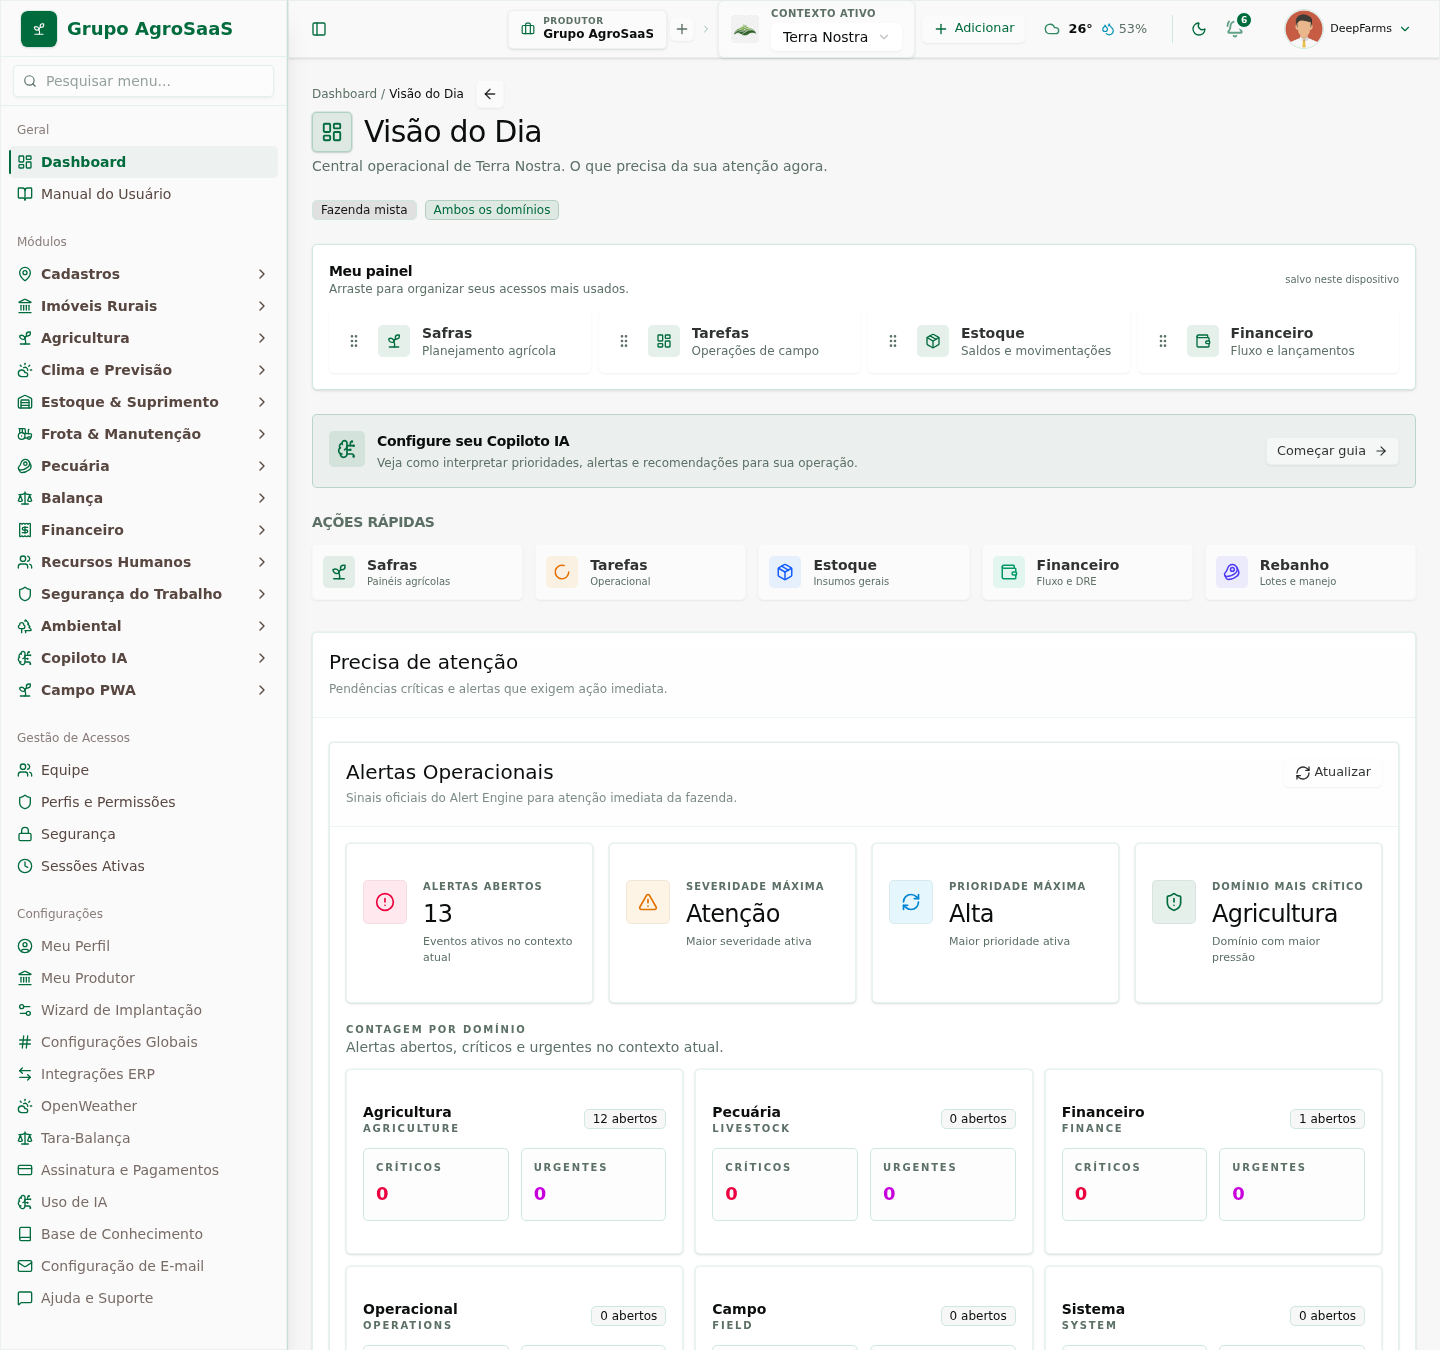 Grupo AgroSaaS
Pesquisar menu...
Geral
Dashboard
Manual do Usuário
Módulos
Cadastros
Imóveis Rurais
Agricultura
Clima e Previsão
Estoque & Suprimento
Frota & Manutenção
Pecuária
Balança
Financeiro
Recursos Humanos
Segurança do Trabalho
Ambiental
Copiloto IA
Campo PWA
Gestão de Acessos
Equipe
Perfis e Permissões
Segurança
Sessões Ativas
Configurações
Meu Perfil
Meu Produtor
Wizard de Implantação
Configurações Globais
Integrações ERP
OpenWeather
Tara-Balança
Assinatura e Pagamentos
Uso de IA
Base de Conhecimento
Configuração de E-mail
Ajuda e Suporte
PRODUTOR
Grupo AgroSaaS
CONTEXTO ATIVO
Terra Nostra
Adicionar
26° 53%
6
DeepFarms
Dashboard / Visão do Dia
Visão do Dia
Central operacional de Terra Nostra. O que precisa da sua atenção agora.
Fazenda mista Ambos os domínios
Meu painel
Arraste para organizar seus acessos mais usados.
salvo neste dispositivo
Safras
Planejamento agrícola
Tarefas
Operações de campo
Estoque
Saldos e movimentações
Financeiro
Fluxo e lançamentos
Configure seu Copiloto IA
Veja como interpretar prioridades, alertas e recomendações para sua operação.
Começar guia
AÇÕES RÁPIDAS
Safras
Painéis agrícolas
Tarefas
Operacional
Estoque
Insumos gerais
Financeiro
Fluxo e DRE
Rebanho
Lotes e manejo
Precisa de atenção
Pendências críticas e alertas que exigem ação imediata.
Alertas Operacionais
Sinais oficiais do Alert Engine para atenção imediata da fazenda.
Atualizar
ALERTAS ABERTOS
13
Eventos ativos no contexto
atual
SEVERIDADE MÁXIMA
Atenção
Maior severidade ativa
PRIORIDADE MÁXIMA
Alta
Maior prioridade ativa
DOMÍNIO MAIS CRÍTICO
Agricultura
Domínio com maior
pressão
CONTAGEM POR DOMÍNIO
Alertas abertos, críticos e urgentes no contexto atual.
Agricultura
AGRICULTURE
12 abertos
CRÍTICOS
0
URGENTES
0
Pecuária
LIVESTOCK
0 abertos
CRÍTICOS
0
URGENTES
0
Financeiro
FINANCE
1 abertos
CRÍTICOS
0
URGENTES
0
Operacional
OPERATIONS
0 abertos
Campo
FIELD
0 abertos
Sistema
SYSTEM
0 abertos